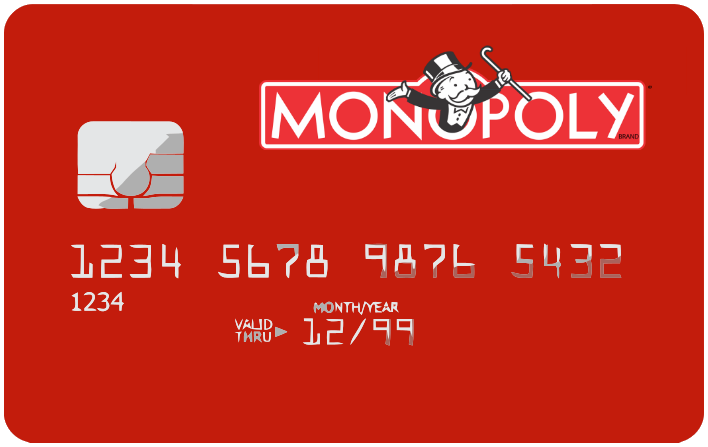 MONOPOLY
BRAND
1234 5678 9876 5432
1234
MONTH/YEAR
VALID
THRU
12/99